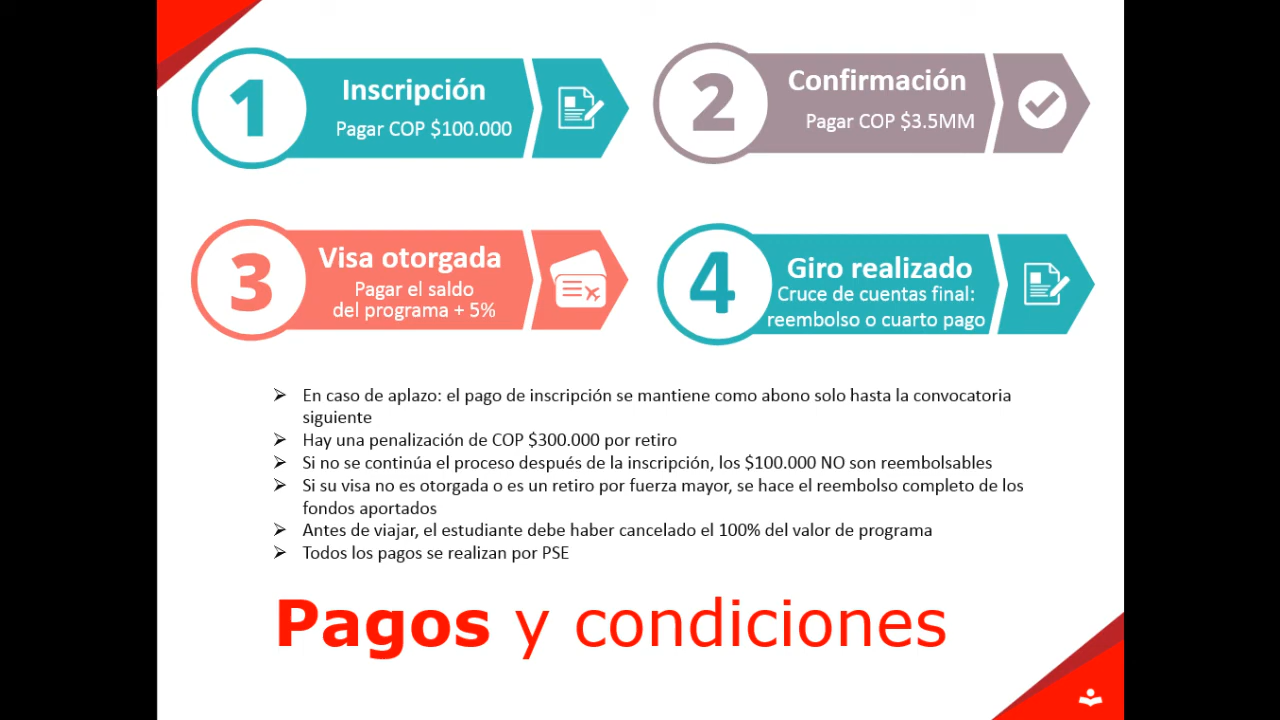 1
Inscripción
Pagar COP $100.000
2
Confirmación
Pagar COP $3.5MM
3
Visa otorgada
Pagar el saldo
del programa + 5%
4
Giro realizado
Cruce de cuentas final:
reembolso o cuarto pago
En caso de aplazo: el pago de inscripción se mantiene como abono solo hasta la convocatoria
siguiente
Hay una penalización de COP $300.000 por retiro
Si no se continúa el proceso después de la inscripción, los $100.000 NO son reembolsables
Si su visa no es otorgada o es un retiro por fuerza mayor, se hace el reembolso completo de los
fondos aportados
Antes de viajar, el estudiante debe haber cancelado el 100% del valor de programa
Todos los pagos se realizan por PSE
Pagos y condiciones